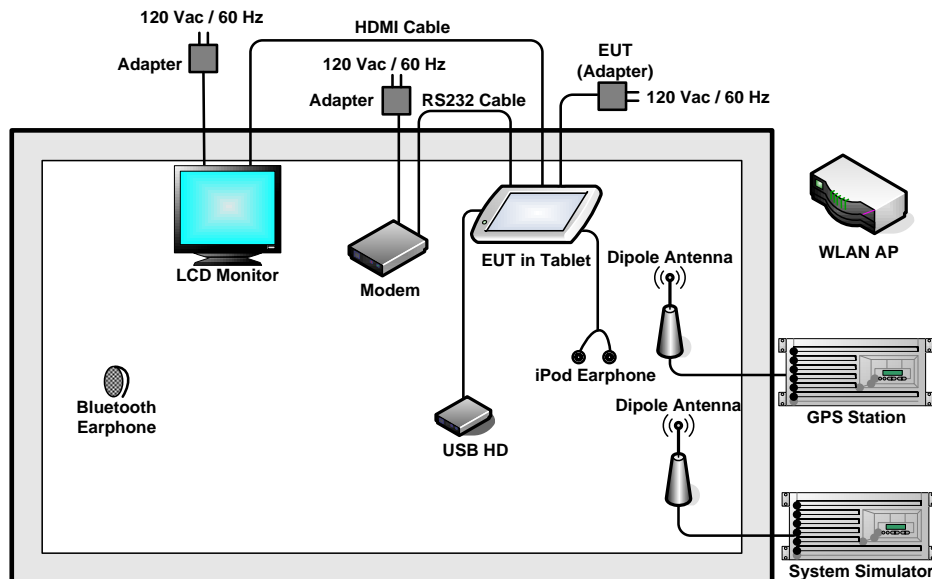 120 Vac / 60 Hz
Adapter
HDMI Cable
120 Vac / 60 Hz
Adapter
RS232 Cable
EUT
(Adapter)
120 Vac / 60 Hz
LCD Monitor
Modem
EUT in Tablet
Dipole Antenna
WLAN AP
iPod Earphone
Bluetooth
Earphone
USB HD
Dipole Antenna
GPS Station
System Simulator